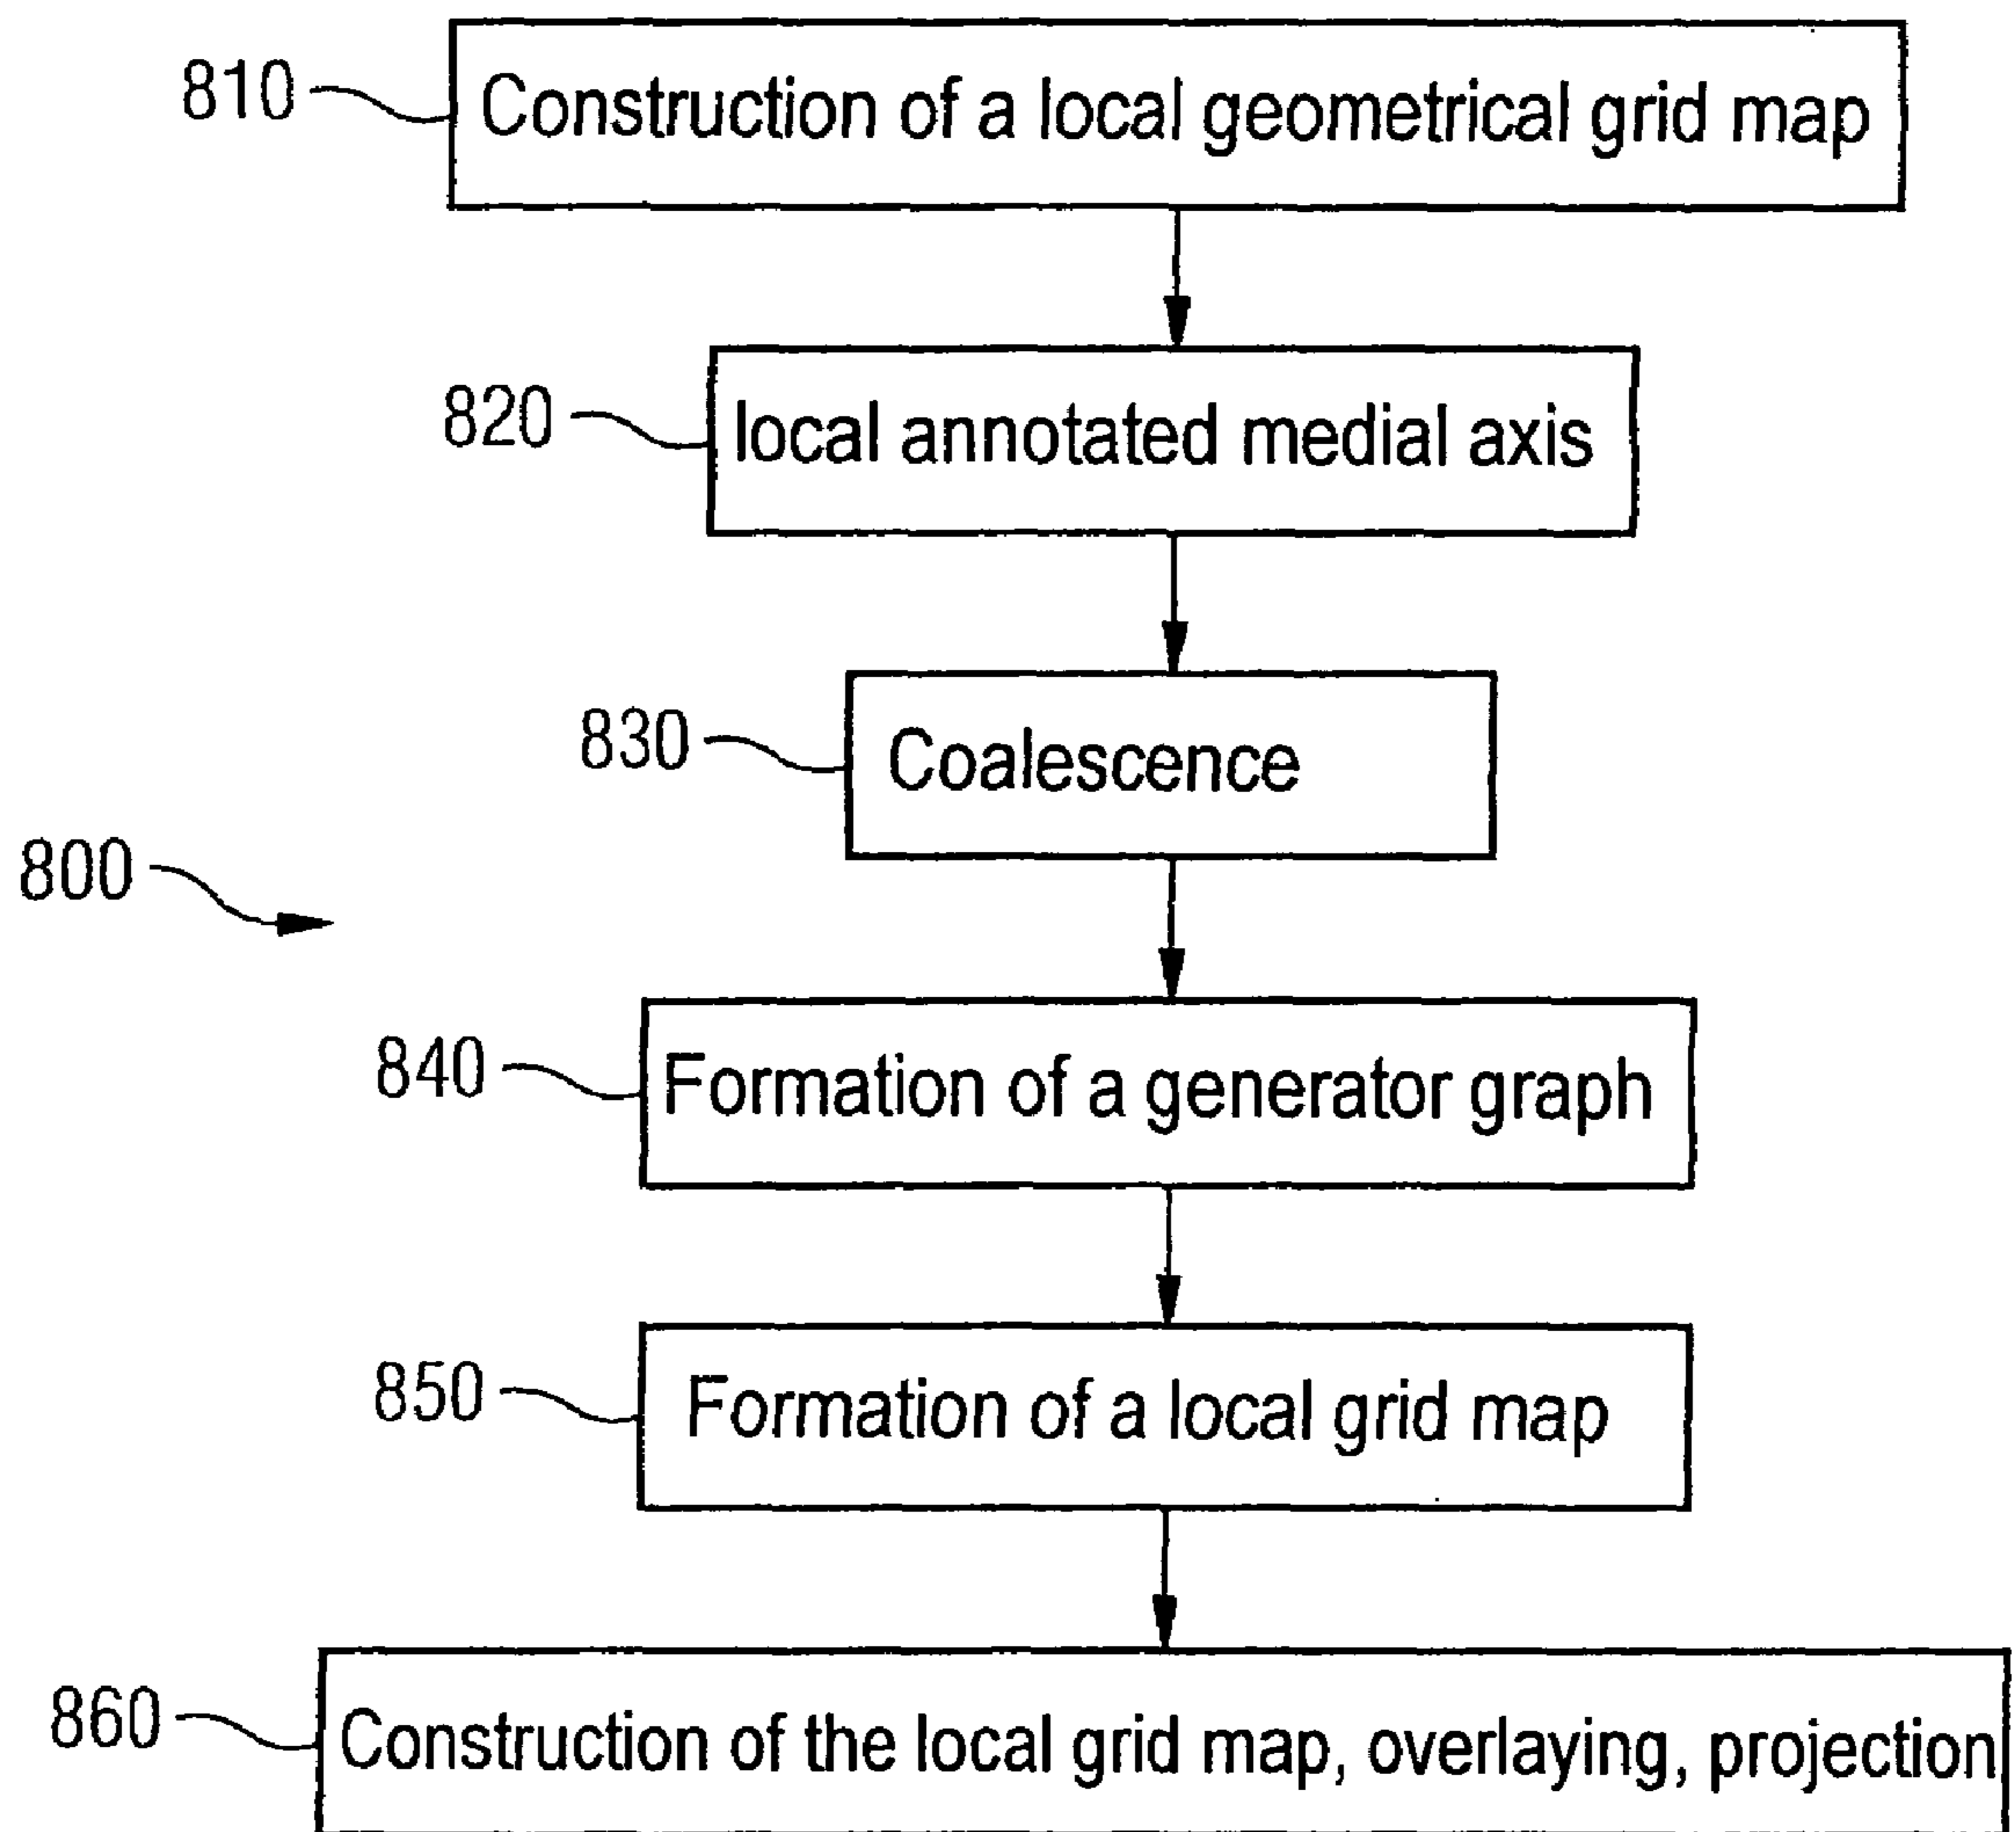 810 Construction of a local geometrical grid map
820 local annotated medial axis
830 Coalescence
800
840 Formation of a generator graph
850 Formation of a local grid map
860 Construction of the local grid map, overlaying, projection